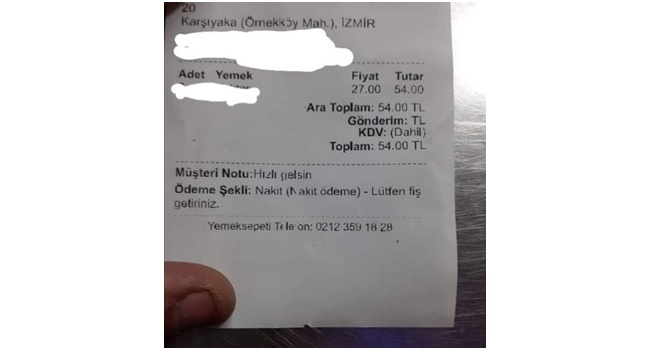 20
Karşıyaka (Örnekköy Mah.), İZMİR
Adet Yemek Fiyat Tutar
27.00 54.00
Ara Toplam: 54.00 TL
Gönderim: TL
KDV: (Dahil)
Toplam: 54.00 TL
Müşteri Notu:Hızlı gelsin
Ödeme Şekli: Nakit (Nakit ödeme) - Lütfen fiş
getiriniz.
Yemeksepeti Telefon: 0212 359 18 28